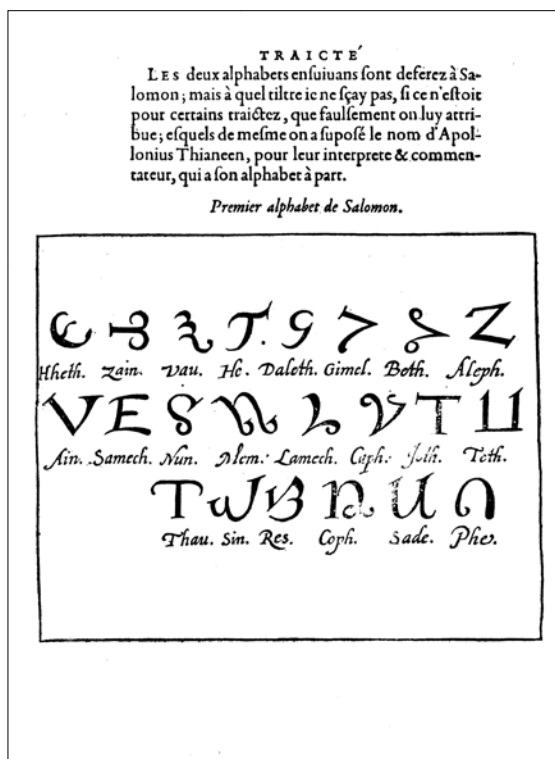 TRAICTÉ
LES deux alphabets ensuiuans sont deferez à Sa-
lomon; mais à quel tiltre ie ne sçay pas, si ce n'estoit
pour certains traictez, que faulsement on luy attri-
bue; esquels de mesme on a suposé le nom d'Apol-
lonius Thianeen, pour leur interprete & commen-
tateur, qui a son alphabet à part.
Premier alphabet de Salomon.
Hheth. Zain. Vau. He. Daleth. Gimel. Beth. Aleph.
Ain. Samech. Nun. Mem. Lamech. Caph. Joth. Teth.
Thau. Sin. Res. Coph. Sade. Phe.